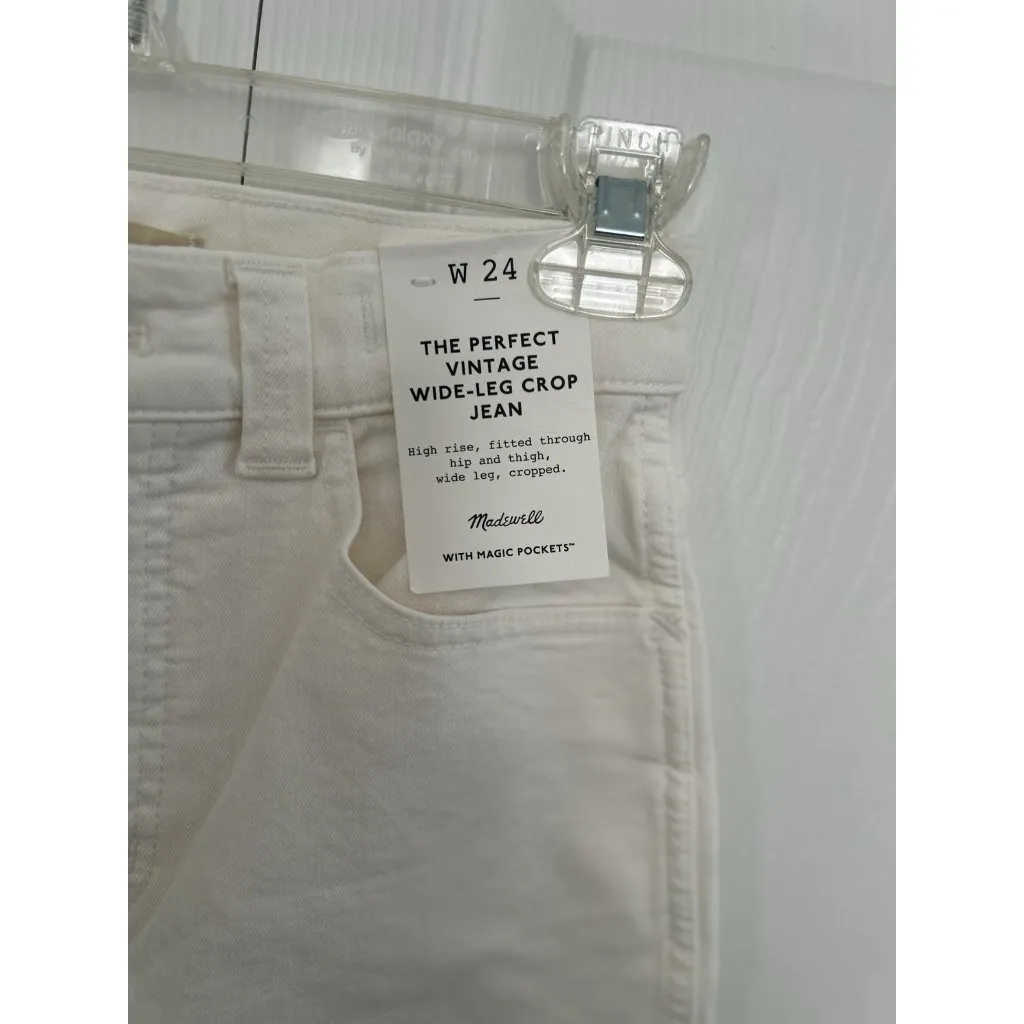 PINCH
W 24
THE PERFECT
VINTAGE
WIDE-LEG CROP
JEAN
High rise, fitted through
hip and thigh,
wide leg, cropped.
Madewell
WITH MAGIC POCKETS™